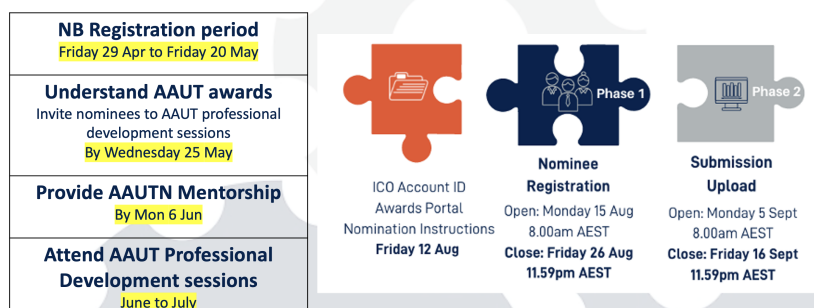 NB Registration period
Friday 29 Apr to Friday 20 May
Understand AAUT awards
Invite nominees to AAUT professional
development sessions
By Wednesday 25 May
Provide AAUTN Mentorship
By Mon 6 Jun
Attend AAUT Professional
Development sessions
June to July
ICO Account ID
Awards Portal
Nomination Instructions
Friday 12 Aug
Phase 1
Nominee
Registration
Open: Monday 15 Aug
8.00am AEST
Close: Friday 26 Aug
11.59pm AEST
Phase 2
Submission
Upload
Open: Monday 5 Sept
8.00am AEST
Close: Friday 16 Sept
11.59pm AEST